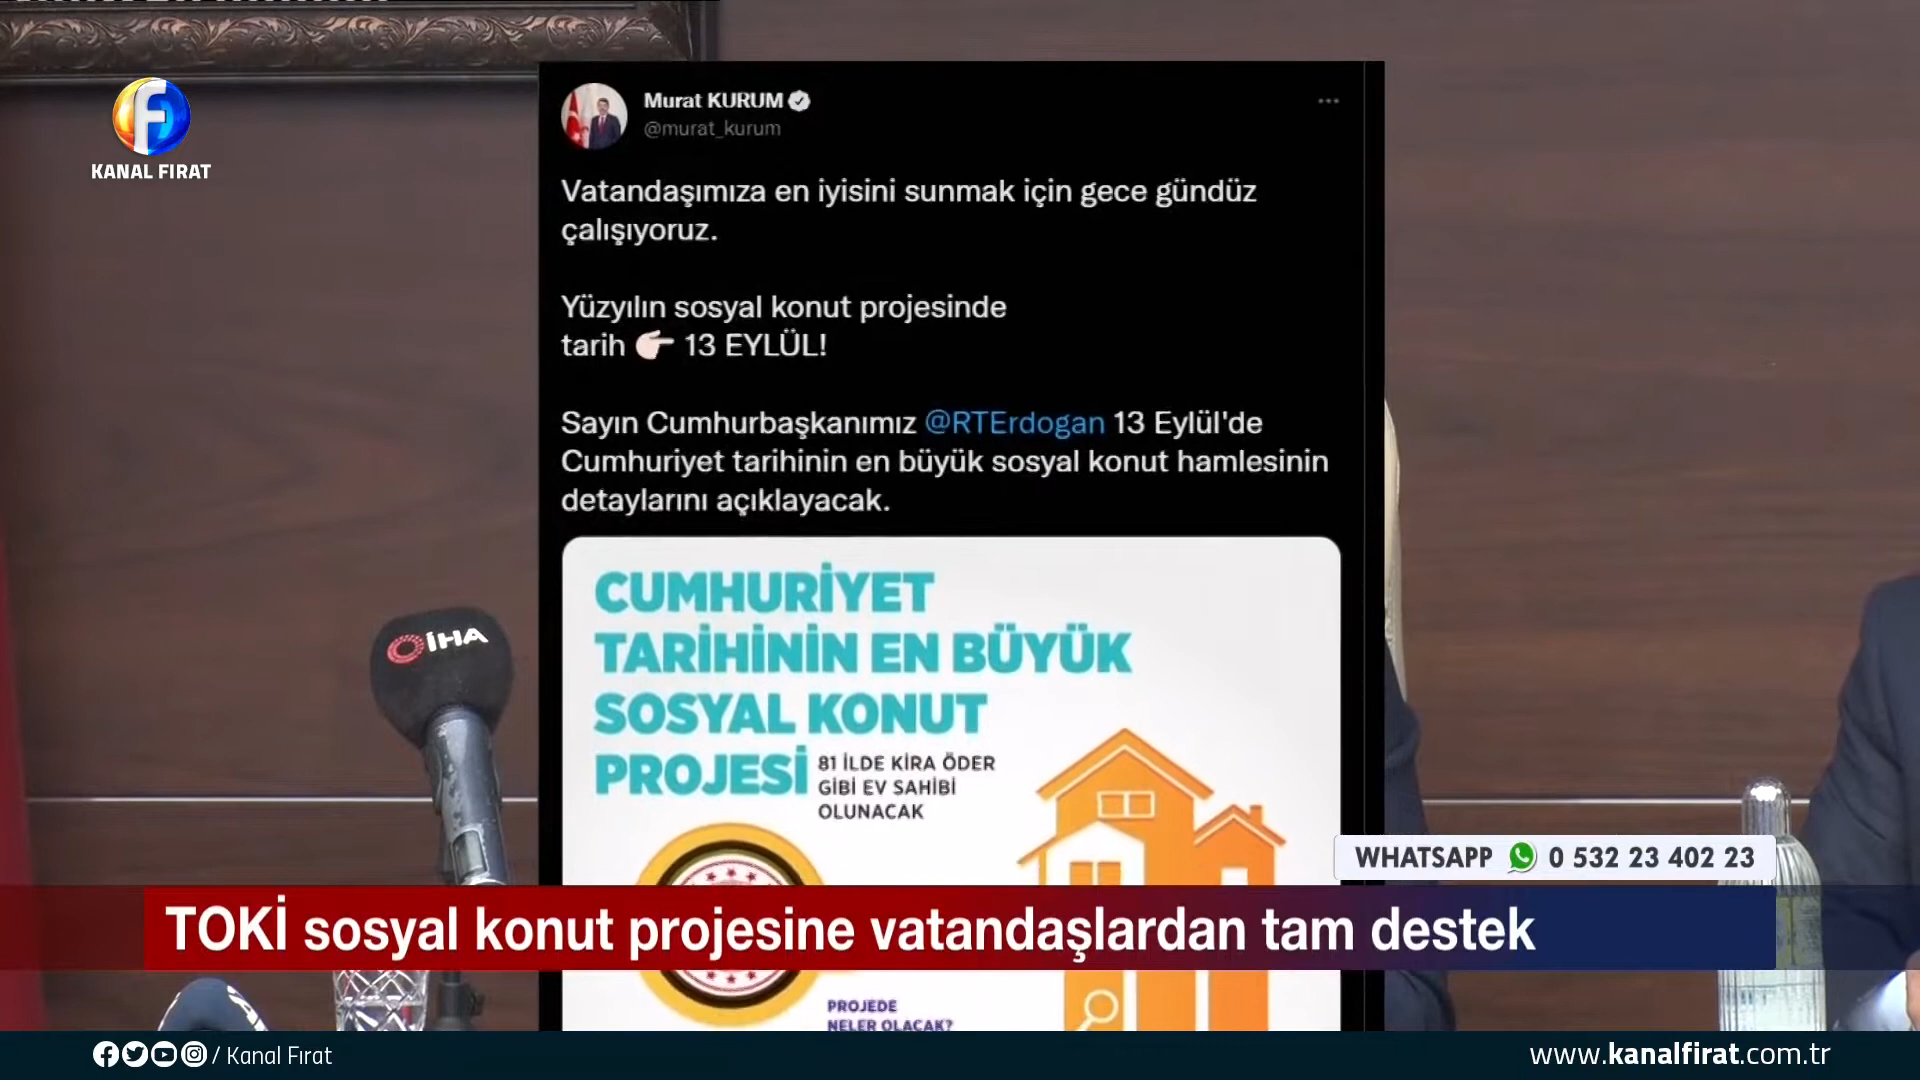 KANAL FIRAT
Murat KURUM
@murat_kurum
Vatandaşımıza en iyisini sunmak için gece gündüz
çalışıyoruz.
Yüzyılın sosyal konut projesinde
tarih 👉 13 EYLÜL!
Sayın Cumhurbaşkanımız @RTErdogan 13 Eylül'de
Cumhuriyet tarihinin en büyük sosyal konut hamlesinin
detaylarını açıklayacak.
CUMHURİYET
TARİHİNİN EN BÜYÜK
SOSYAL KONUT
PROJESİ
81 İLDE KİRA ÖDER
GİBİ EV SAHİBİ
OLUNACAK
İHA
WHATSAPP 0 532 23 402 23
TOKİ sosyal konut projesine vatandaşlardan tam destek
PROJEDE
NELER OLACAK?
/ Kanal Fırat
www.kanalfirat.com.tr